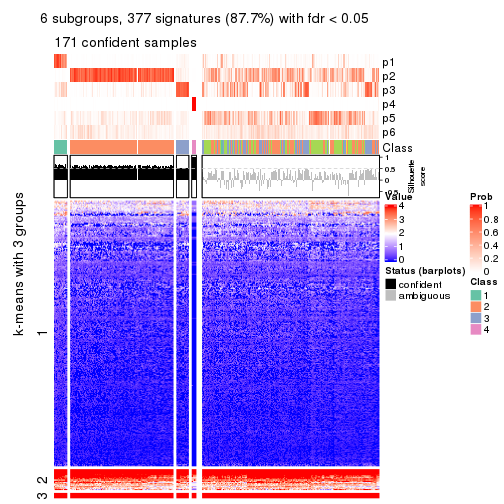 6 subgroups, 377 signatures (87.7%) with fdr < 0.05
171 confident samples
p1
p2
p3
p4
p5
p6
Class
1
0.5
0
-0.5
Silhouette
score
k-means with 3 groups
1
2
3
Value
4
3
2
1
0
Status (barplots)
confident
ambiguous
Prob
1
0.8
0.6
0.4
0.2
0
Class
1
2
3
4